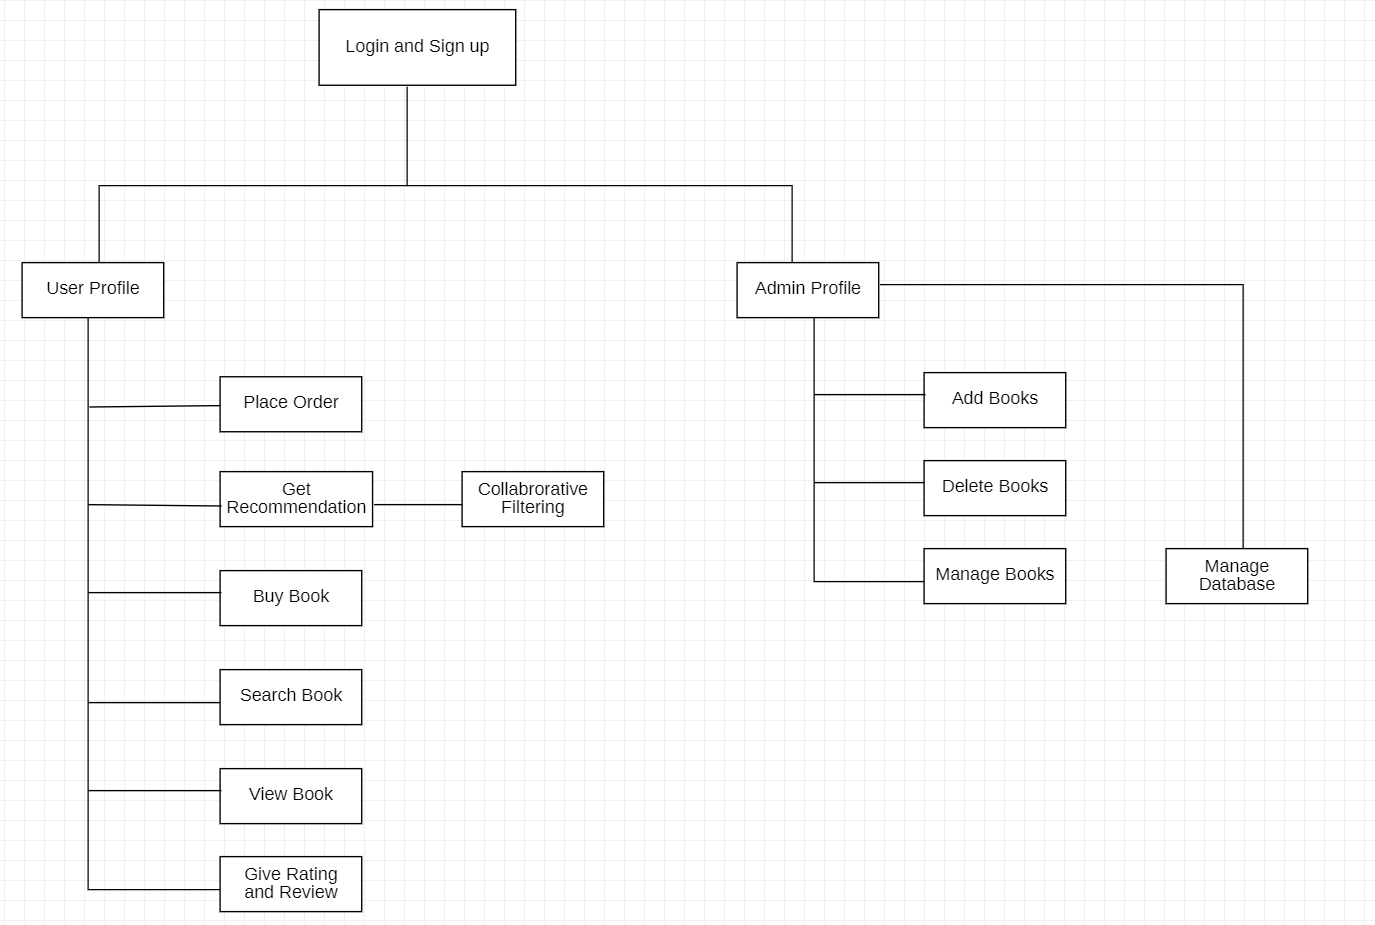 Login and Sign up
User Profile
Admin Profile
Place Order
Get
Recommendation
Collabrorative
Filtering
Buy Book
Search Book
View Book
Give Rating
and Review
Add Books
Delete Books
Manage Books
Manage
Database